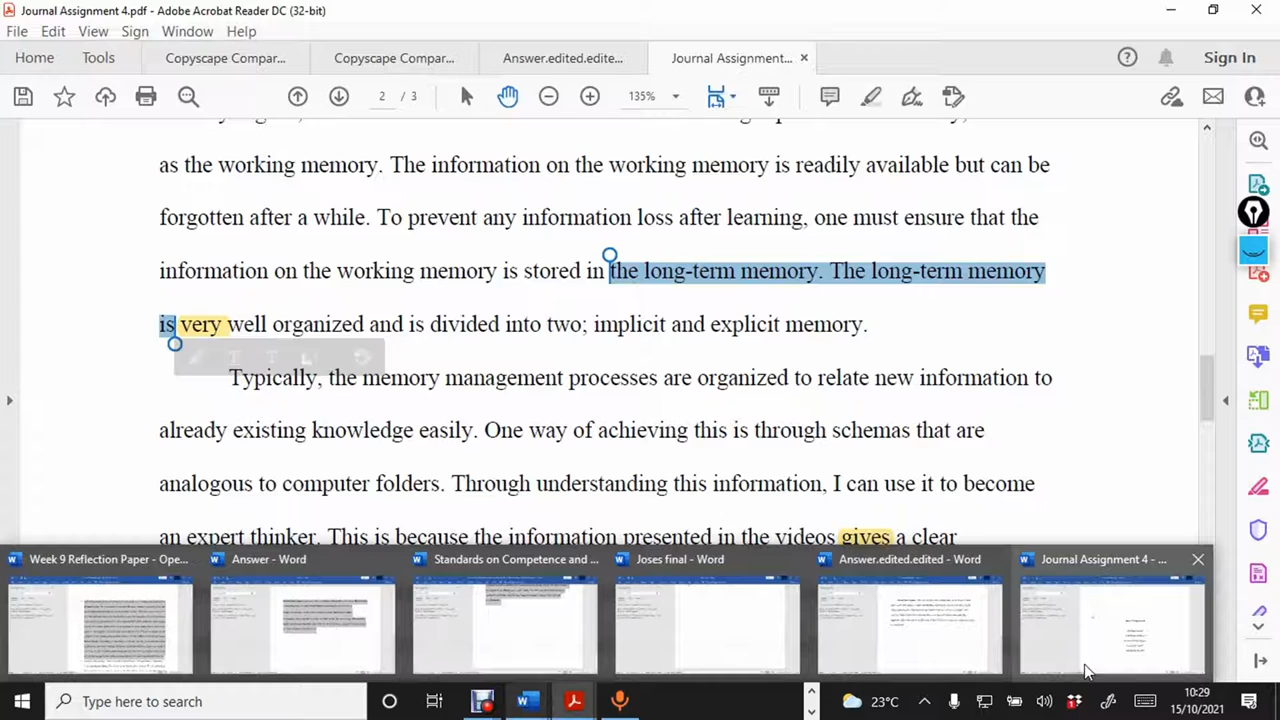 Journal Assignment 4.pdf - Adobe Acrobat Reader DC (32-bit)
File Edit View Sign Window Help
Home Tools Copyscape Compar... Copyscape Compar... Answer.edited.edite... Journal Assignment... Sign In
2 / 3 135%
as the working memory. The information on the working memory is readily available but can be
forgotten after a while. To prevent any information loss after learning, one must ensure that the
information on the working memory is stored in the long-term memory. The long-term memory
is very well organized and is divided into two; implicit and explicit memory.
Typically, the memory management processes are organized to relate new information to
already existing knowledge easily. One way of achieving this is through schemas that are
analogous to computer folders. Through understanding this information, I can use it to become
an expert thinker. This is because the information presented in the videos gives a clear
Week 9 Reflection Paper - Ope... Answer - Word Standards on Competence and ... Joses final - Word Answer.edited.edited - Word Journal Assignment 4 - ...
Type here to search 23°C 10:29
15/10/2021